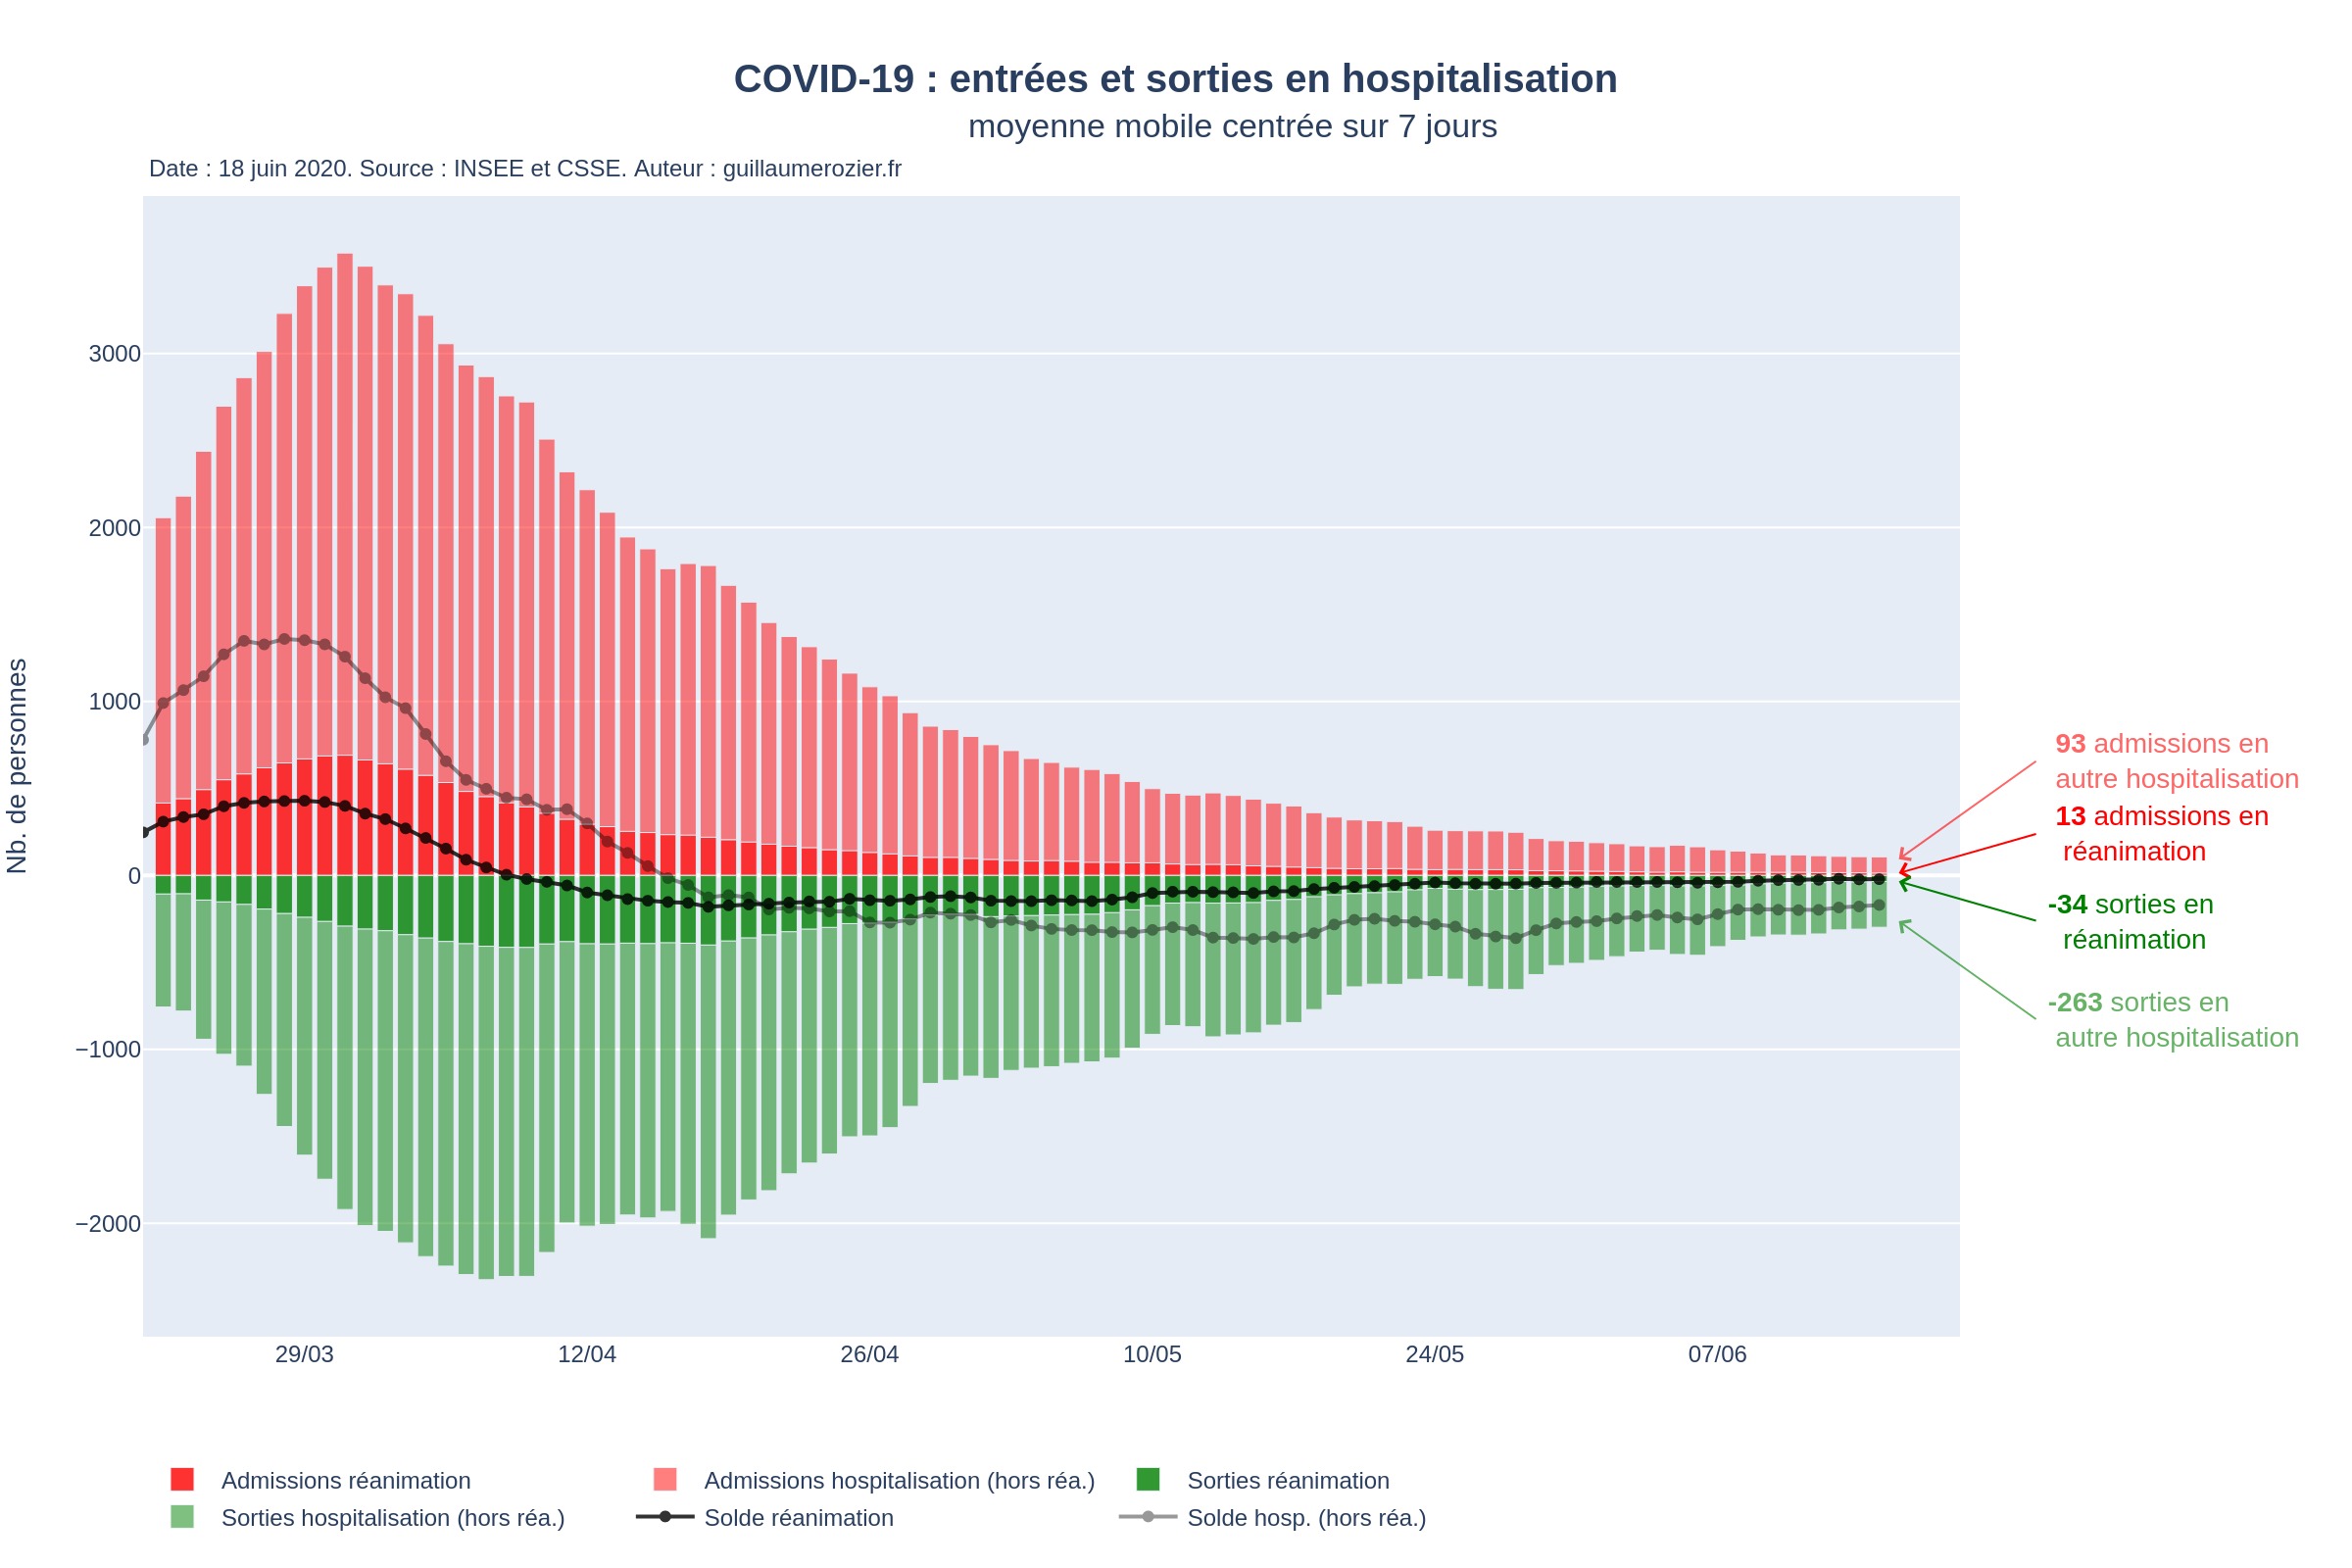 COVID-19 : entrées et sorties en hospitalisation
moyenne mobile centrée sur 7 jours
Date : 18 juin 2020. Source : INSEE et CSSE. Auteur : guillaumerozier.fr
Nb. de personnes
3000
2000
1000
0
−1000
−2000
29/03
12/04
26/04
10/05
24/05
07/06
93 admissions en
autre hospitalisation
13 admissions en
réanimation
-34 sorties en
réanimation
-263 sorties en
autre hospitalisation
Admissions réanimation
Admissions hospitalisation (hors réa.)
Sorties réanimation
Sorties hospitalisation (hors réa.)
Solde réanimation
Solde hosp. (hors réa.)